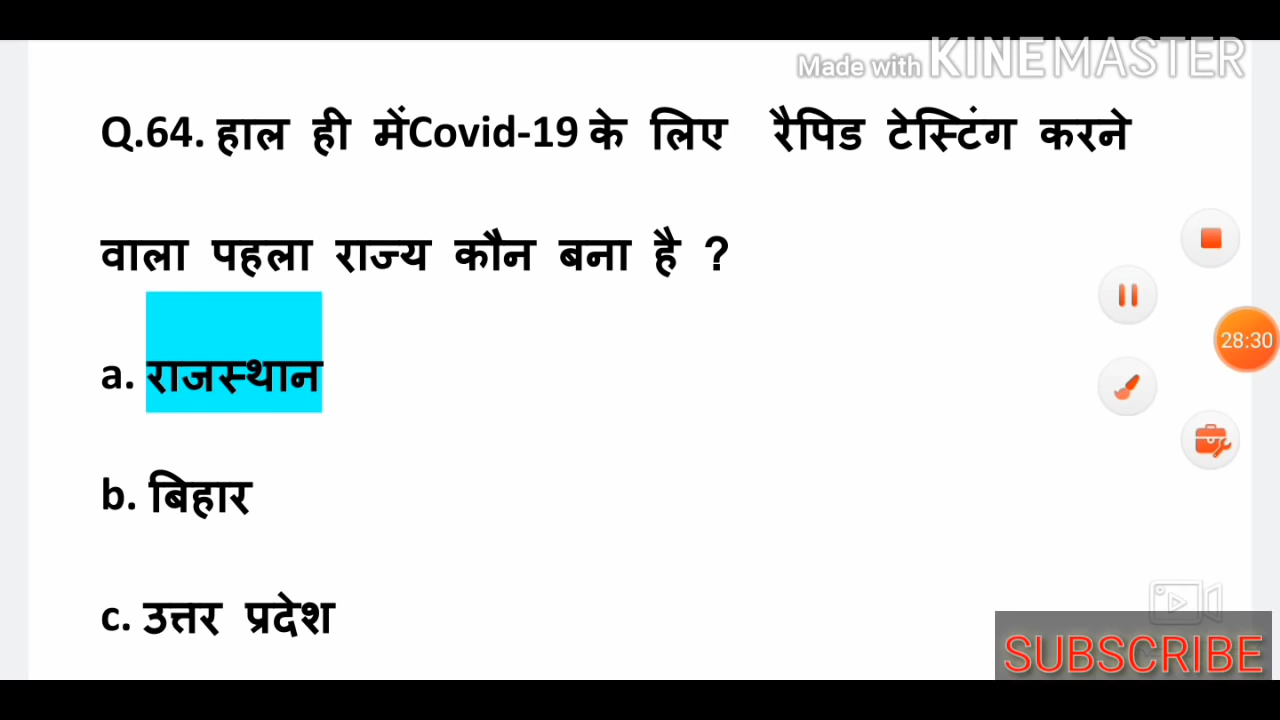 Made with KINEMASTER
Q.64. हाल ही मेंCovid-19 के लिए रैपिड टेस्टिंग करने
वाला पहला राज्य कौन बना है ?
28:30
a. राजस्थान
b. बिहार
c. उत्तर प्रदेश
SUBSCRIBE